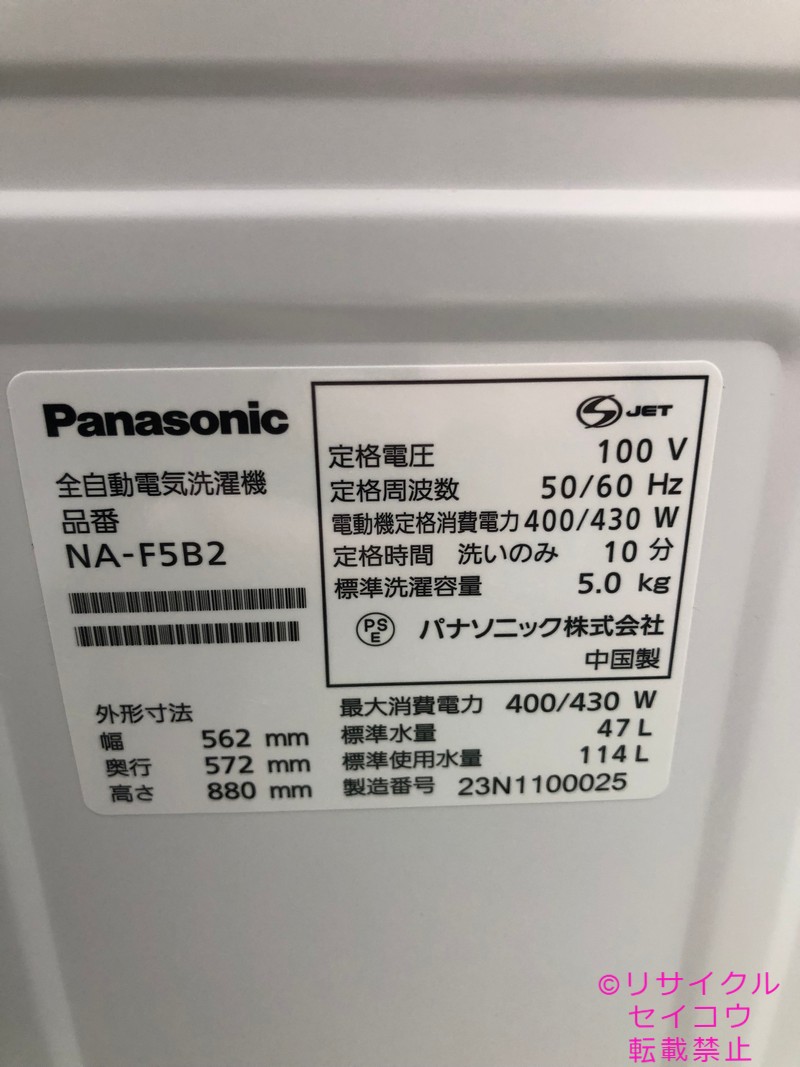 Panasonic
全自動電気洗濯機
品番
NA-F5B2
S JET
定格電圧 100 V
定格周波数 50/60 Hz
電動機定格消費電力 400/430 W
定格時間 洗いのみ 10 分
標準洗濯容量 5.0 kg
PSE パナソニック株式会社
中国製
外形寸法
幅 562 mm
奥行 572 mm
高さ 880 mm
最大消費電力 400/430 W
標準水量 47 L
標準使用水量 114 L
製造番号 23N1100025
©リサイクル
セイコウ
転載禁止